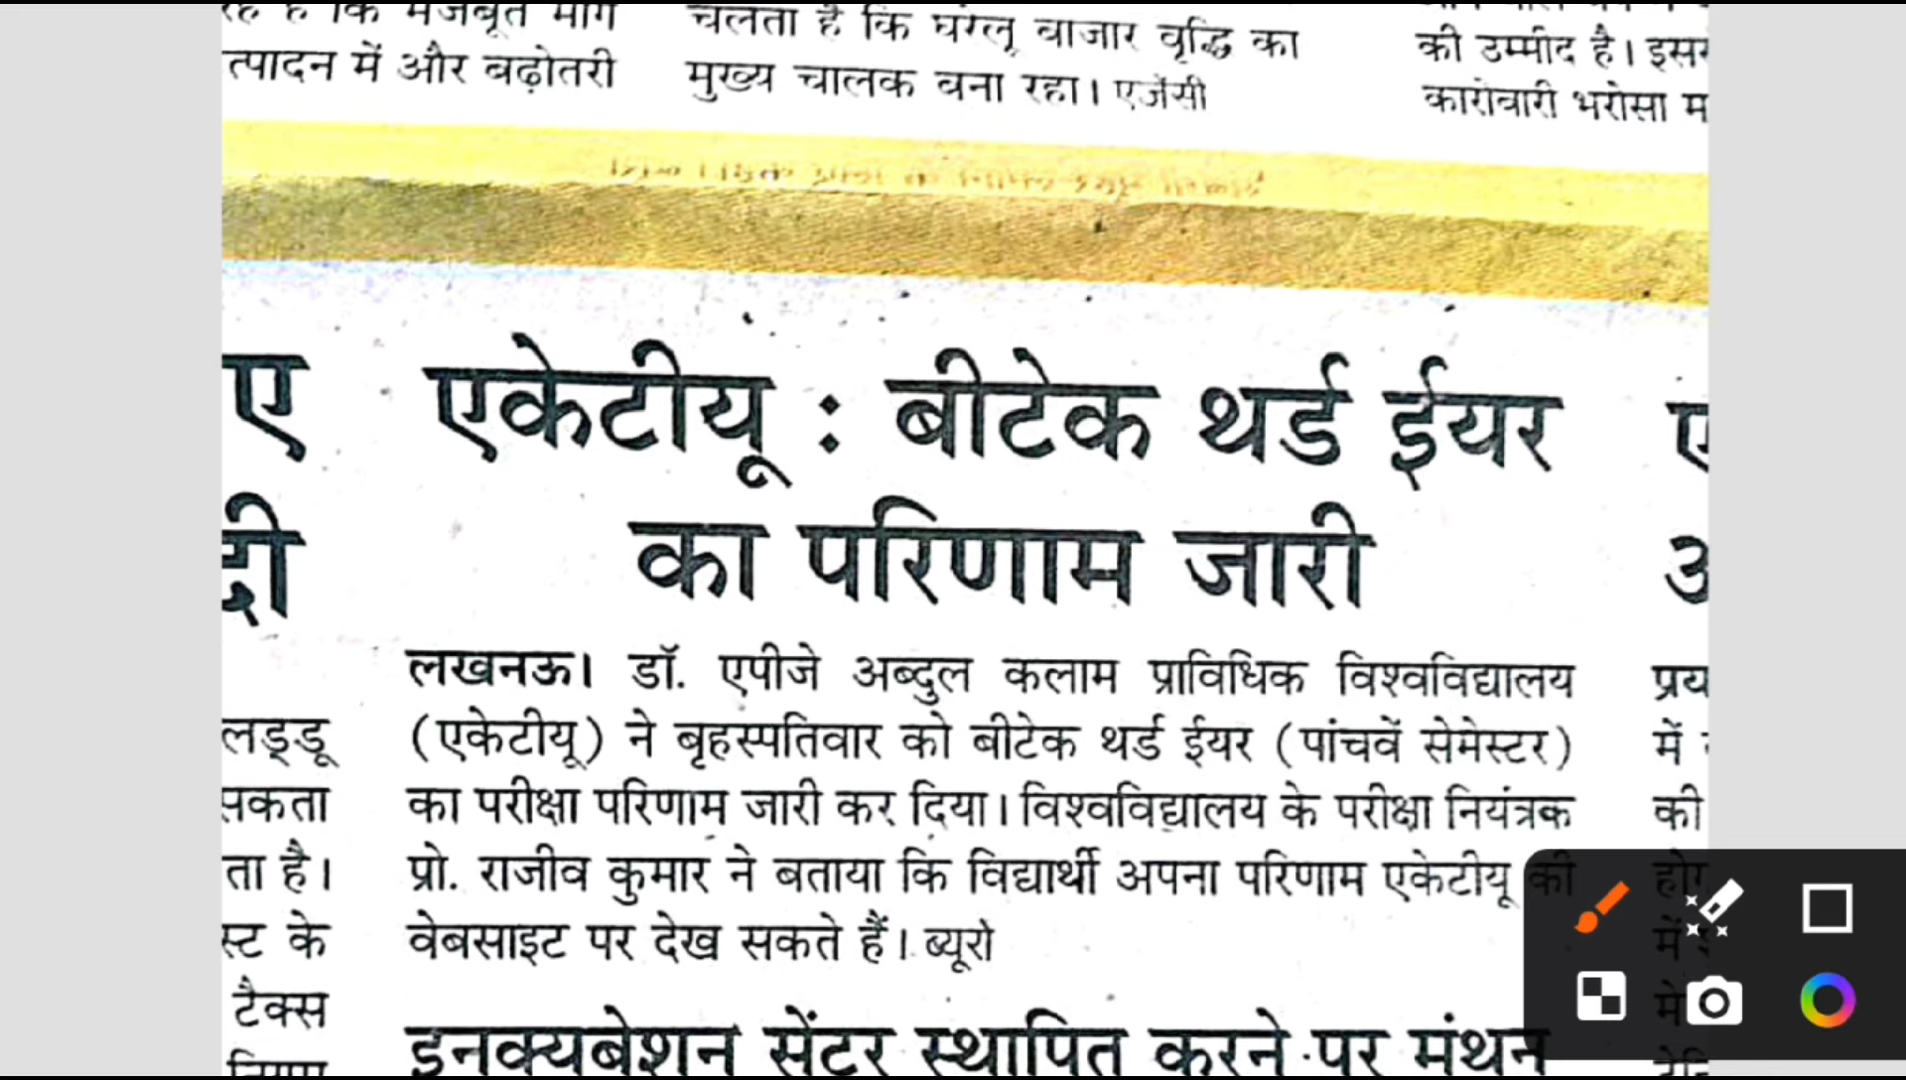 कि मजबूत मांग
त्पादन में और बढ़ोतरी
चलता है कि घरेलू बाजार वृद्धि का
मुख्य चालक बना रहा। एजेंसी
की उम्मीद है। इस
कारोबारी भरोसा म
ए
दी
एकेटीयू : बीटेक थर्ड ईयर
का परिणाम जारी
लखनऊ। डॉ. एपीजे अब्दुल कलाम प्राविधिक विश्वविद्यालय
(एकेटीयू) ने बृहस्पतिवार को बीटेक थर्ड ईयर (पांचवें सेमेस्टर)
का परीक्षा परिणाम जारी कर दिया। विश्वविद्यालय के परीक्षा नियंत्रक
प्रो. राजीव कुमार ने बताया कि विद्यार्थी अपना परिणाम एकेटीयू की
वेबसाइट पर देख सकते हैं। ब्यूरो
इनक्यूबेशन सेंटर स्थापित करने पर मंथन
लड्डू
सकता
ता है।
स्ट के
टैक्स
प्रय
में
की
में